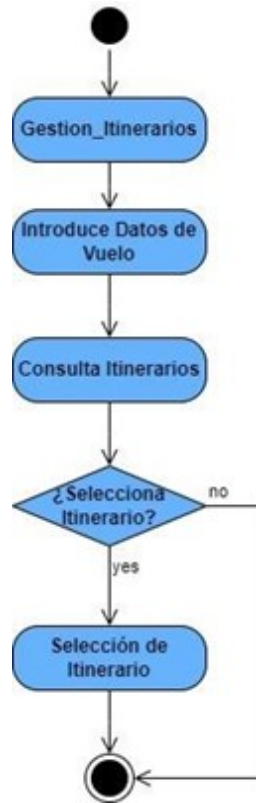 Gestion_Itinerarios
Introduce Datos de
Vuelo
Consulta Itinerarios
¿Selecciona
Itinerario?
no
yes
Selección de
Itinerario